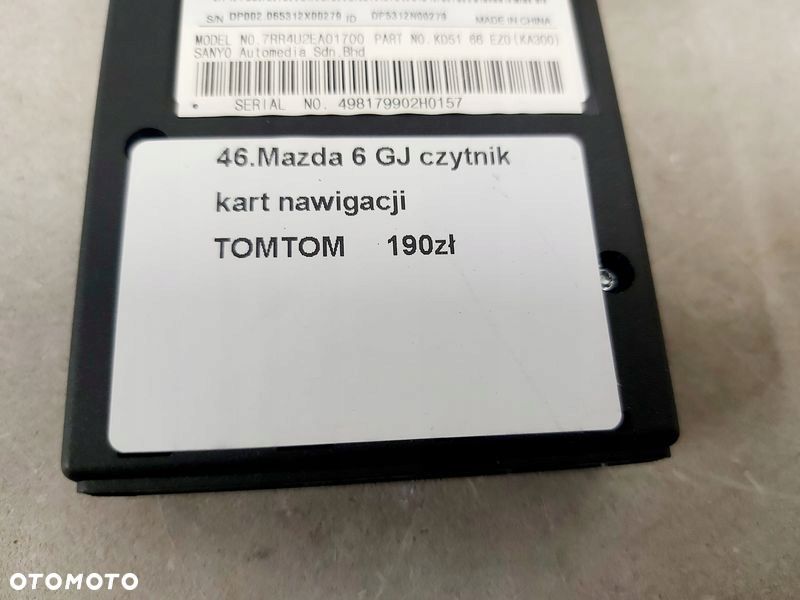 S/N DP002.065312X00279 ID DP5312N00279 MADE IN CHINA
MODEL NO.7RR4U2EA01700 PART NO.KD51 66 EZ0(KA300)
SANYO Automedia Sdn.Bhd
SERIAL NO. 498179902H0157
46.Mazda 6 GJ czytnik
kart nawigacji
TOMTOM 190zł
OTOMOTO